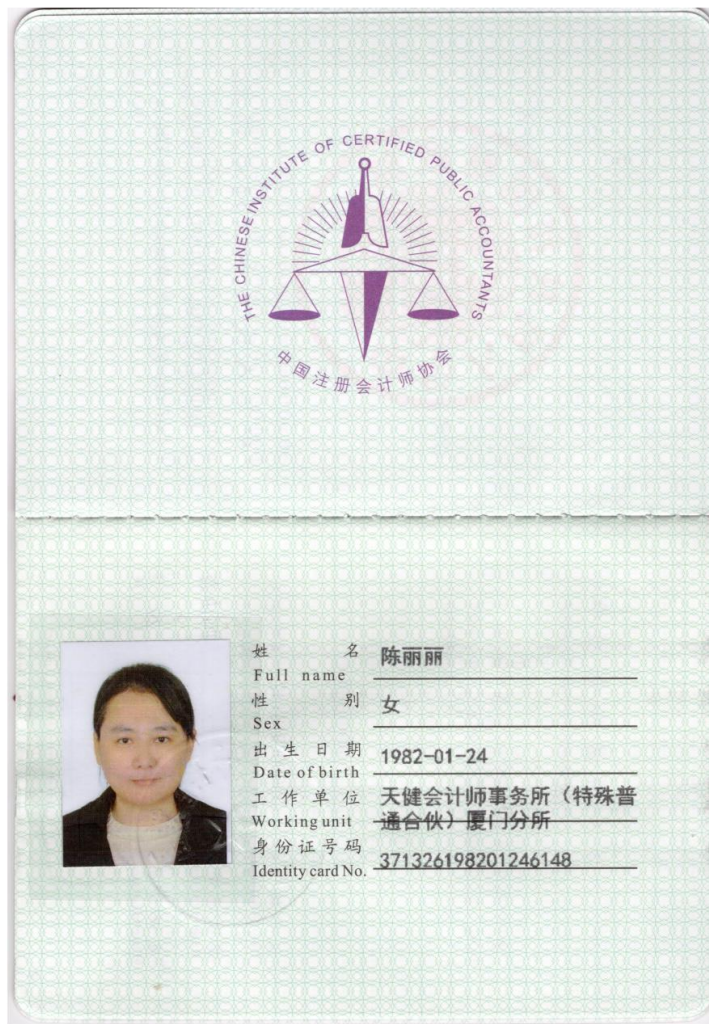 THE CHINESE INSTITUTE OF CERTIFIED PUBLIC ACCOUNTANTS
中国注册会计师协会
姓名 陈丽丽
Full name
性别 女
Sex
出生日期 1982-01-24
Date of birth
工作单位 天健会计师事务所（特殊普
Working unit 通合伙）厦门分所
身份证号码 371326198201246148
Identity card No.